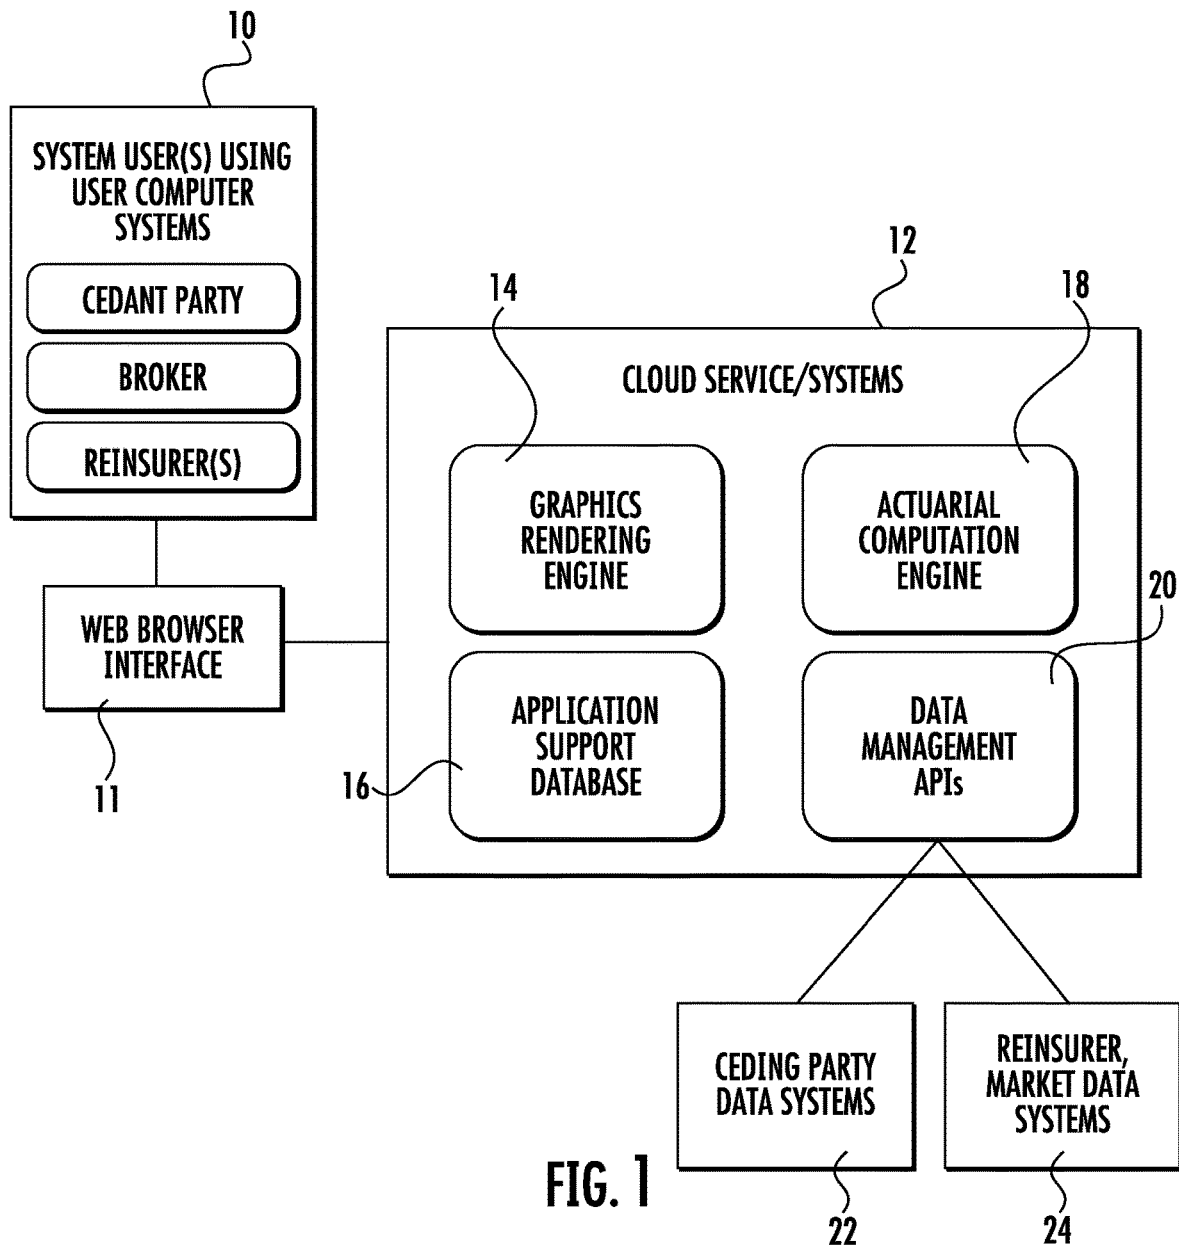 10
SYSTEM USER(S) USING
USER COMPUTER
SYSTEMS
CEDANT PARTY
BROKER
REINSURER(S)
WEB BROWSER
INTERFACE
11
12
CLOUD SERVICE/SYSTEMS
14
GRAPHICS
RENDERING
ENGINE
18
ACTUARIAL
COMPUTATION
ENGINE
16
APPLICATION
SUPPORT
DATABASE
20
DATA
MANAGEMENT
APIs
CEDING PARTY
DATA SYSTEMS
22
REINSURER,
MARKET DATA
SYSTEMS
24
FIG. 1